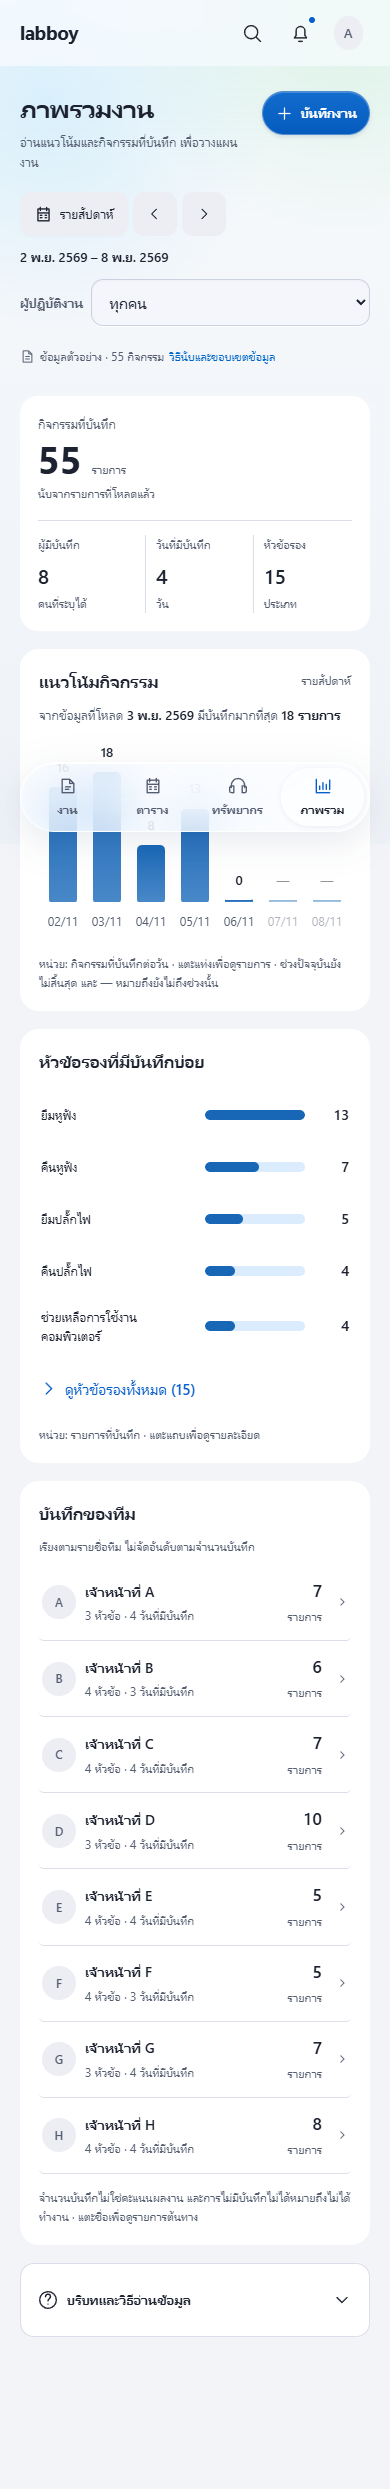 labboy
A
ภาพรวมงาน
บันทึกงาน
อ่านแนวโน้มและกิจกรรมที่บันทึก เพื่อวางแผน
งาน
รายสัปดาห์
2 พ.ย. 2569 – 8 พ.ย. 2569
ผู้ปฏิบัติงาน
ทุกคน
ข้อมูลตัวอย่าง · 55 กิจกรรม วิธีนับและขอบเขตข้อมูล
กิจกรรมที่บันทึก
55 รายการ
นับจากรายการที่โหลดแล้ว
ผู้มีบันทึก
8
คนที่ระบุได้
วันที่มีบันทึก
4
วัน
หัวข้อรอง
15
ประเภท
แนวโน้มกิจกรรม
รายสัปดาห์
จากข้อมูลที่โหลด 3 พ.ย. 2569 มีบันทึกมากที่สุด 18 รายการ
16 18 8 13 0 — —
งาน ตาราง ทรัพยากร ภาพรวม
02/11 03/11 04/11 05/11 06/11 07/11 08/11
หน่วย: กิจกรรมที่บันทึกต่อวัน · แตะแท่งเพื่อดูรายการ · ช่วงปัจจุบันยัง
ไม่สิ้นสุด และ — หมายถึงยังไม่ถึงช่วงนั้น
หัวข้อรองที่มีบันทึกบ่อย
ยืมหูฟัง 13
คืนหูฟัง 7
ยืมปลั๊กไฟ 5
คืนปลั๊กไฟ 4
ช่วยเหลือการใช้งาน
คอมพิวเตอร์ 4
ดูหัวข้อรองทั้งหมด (15)
หน่วย: รายการที่บันทึก · แตะแถบเพื่อดูรายละเอียด
บันทึกของทีม
เรียงตามรายชื่อทีม ไม่จัดอันดับตามจำนวนบันทึก
A เจ้าหน้าที่ A 7
3 หัวข้อ · 4 วันที่มีบันทึก รายการ
B เจ้าหน้าที่ B 6
4 หัวข้อ · 3 วันที่มีบันทึก รายการ
C เจ้าหน้าที่ C 7
4 หัวข้อ · 4 วันที่มีบันทึก รายการ
D เจ้าหน้าที่ D 10
3 หัวข้อ · 4 วันที่มีบันทึก รายการ
E เจ้าหน้าที่ E 5
4 หัวข้อ · 4 วันที่มีบันทึก รายการ
F เจ้าหน้าที่ F 5
4 หัวข้อ · 3 วันที่มีบันทึก รายการ
G เจ้าหน้าที่ G 7
3 หัวข้อ · 4 วันที่มีบันทึก รายการ
H เจ้าหน้าที่ H 8
4 หัวข้อ · 4 วันที่มีบันทึก รายการ
จำนวนบันทึกไม่ใช่คะแนนผลงาน และการไม่มีบันทึกไม่ได้หมายถึงไม่ได้
ทำงาน · แตะชื่อเพื่อดูรายการต้นทาง
บริบทและวิธีอ่านข้อมูล